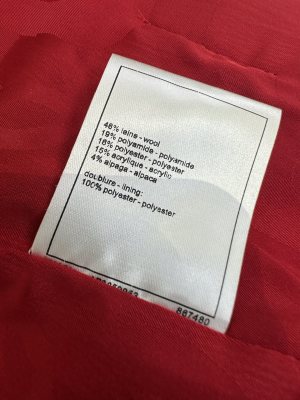 46% laine - wool
19% polyamide - polyamide
16% polyester - polyester
15% acrylique - acrylic
4% alpaga - alpaca
doublure - lining:
100% polyester - polyester
887480